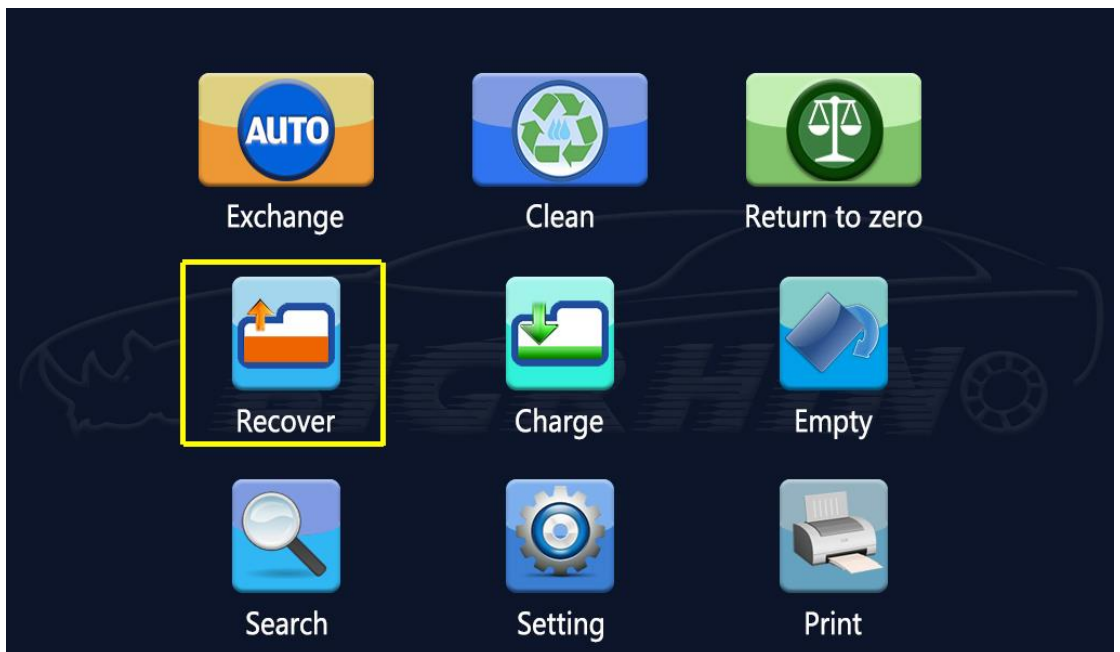 AUTO
Exchange
Clean
Return to zero
Recover
Charge
Empty
Search
Setting
Print